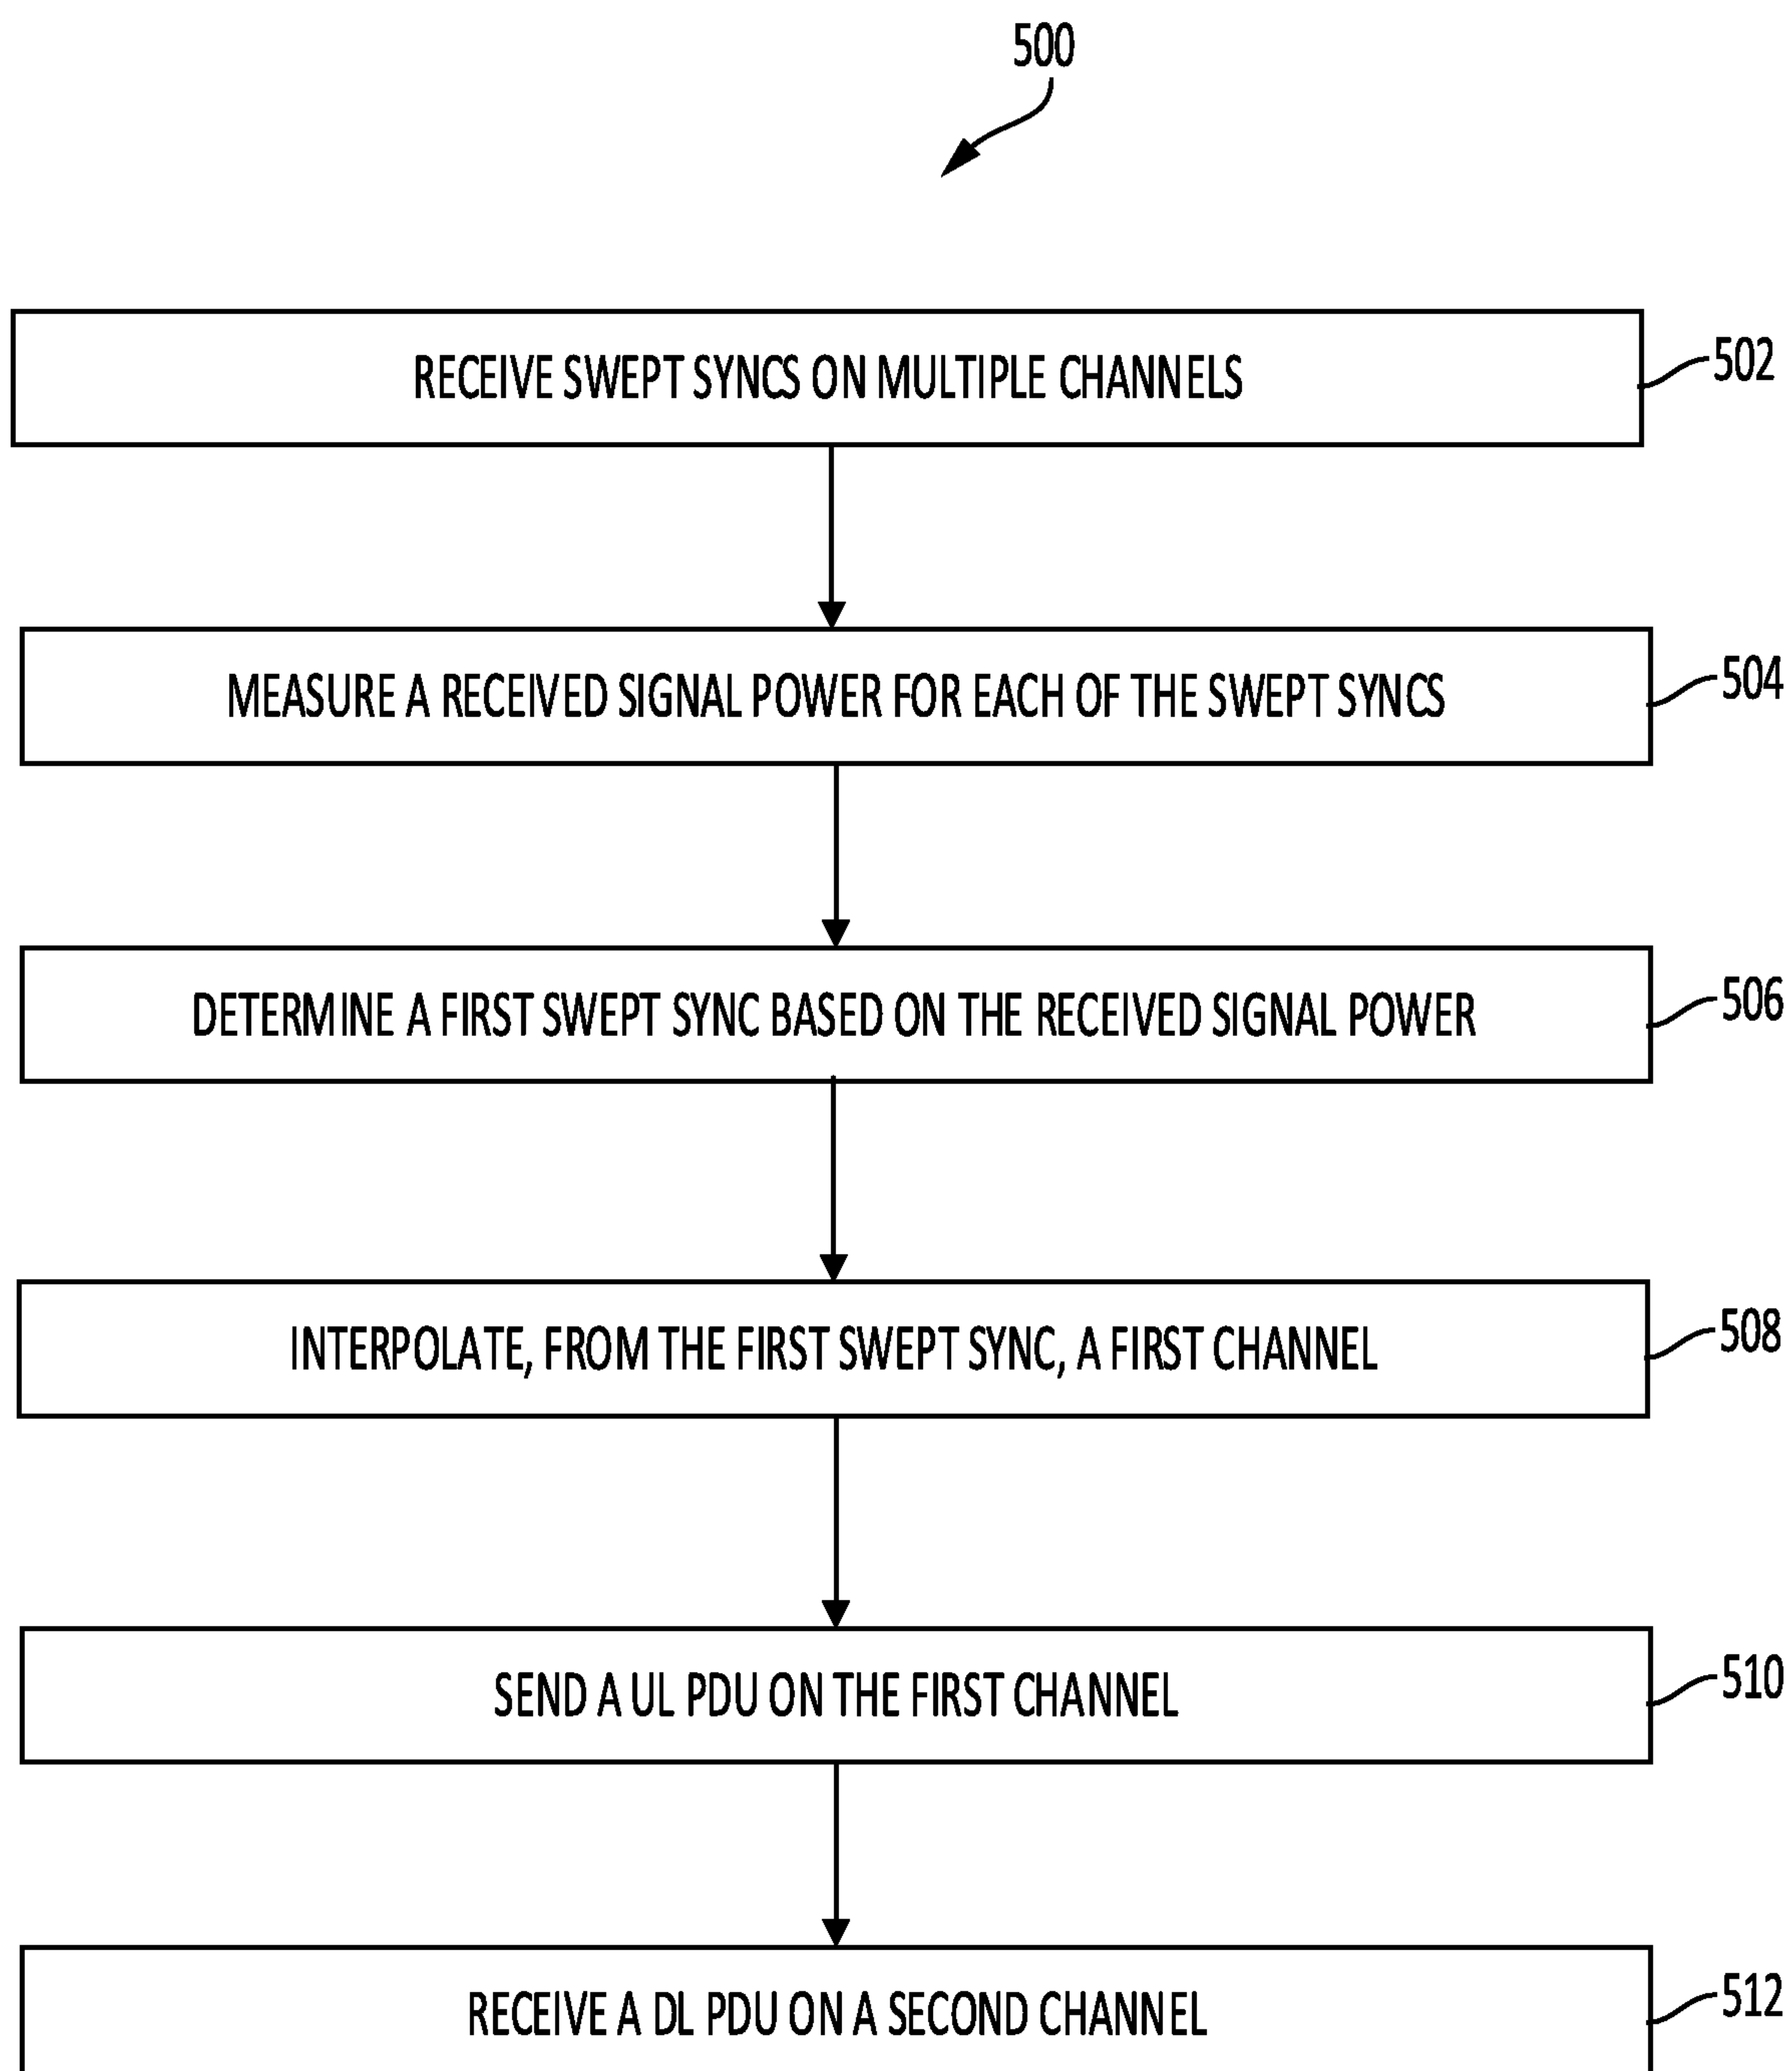 500
RECEIVE SWEPT SYNCS ON MULTIPLE CHANNELS
502
MEASURE A RECEIVED SIGNAL POWER FOR EACH OF THE SWEPT SYNCS
504
DETERMINE A FIRST SWEPT SYNC BASED ON THE RECEIVED SIGNAL POWER
506
INTERPOLATE, FROM THE FIRST SWEPT SYNC, A FIRST CHANNEL
508
SEND A UL PDU ON THE FIRST CHANNEL
510
RECEIVE A DL PDU ON A SECOND CHANNEL
512